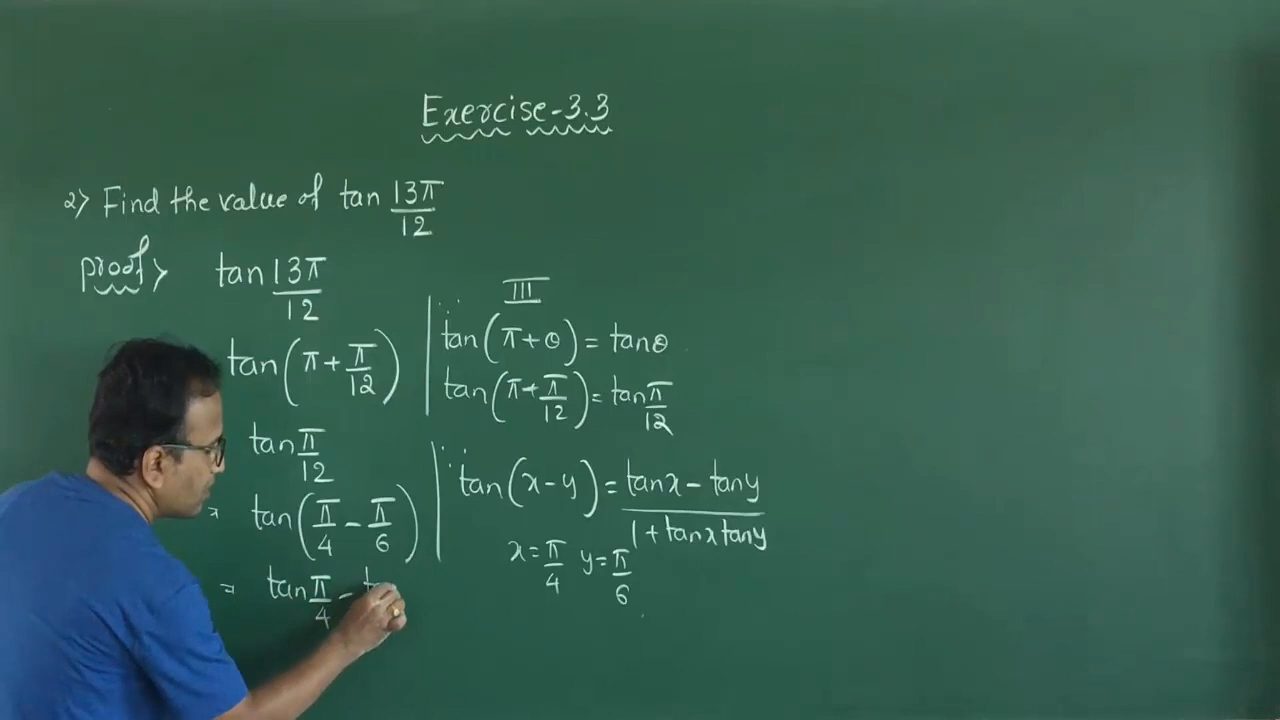 Exercise-3.3
2) Find the value of tan 13π/12
proof> tan 13π/12
III
tan(π+π/12) ∵ tan(π+θ) = tanθ
tan(π+π/12) = tan π/12
tan π/12
= tan(π/4 - π/6) ∵ tan(x-y) = tanx - tany / 1 + tanx tany
x = π/4 y = π/6
= tan π/4 -